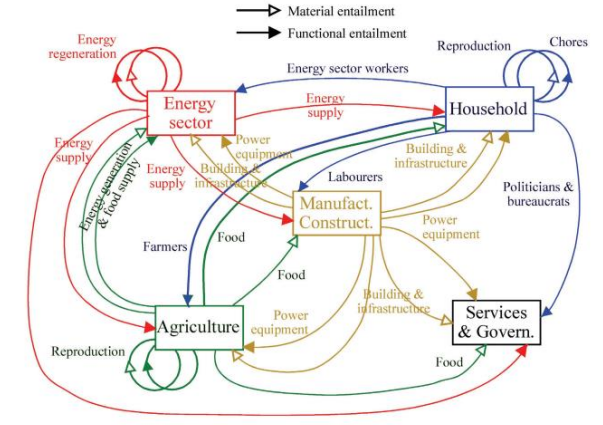 Material entailment
Functional entailment
Energy
regeneration
Reproduction
Chores
Energy sector workers
Energy
sector
Energy
supply
Household
Energy
supply
Power
equipment
Building &
infrastructure
Energy
supply
Energy generation
& food supply
Building &
infrastructure
Labourers
Politicians &
bureaucrats
Manufact.
Construct.
Power
equipment
Farmers
Food
Food
Building &
infrastructure
Agriculture
Power
equipment
Services
& Govern.
Reproduction
Food